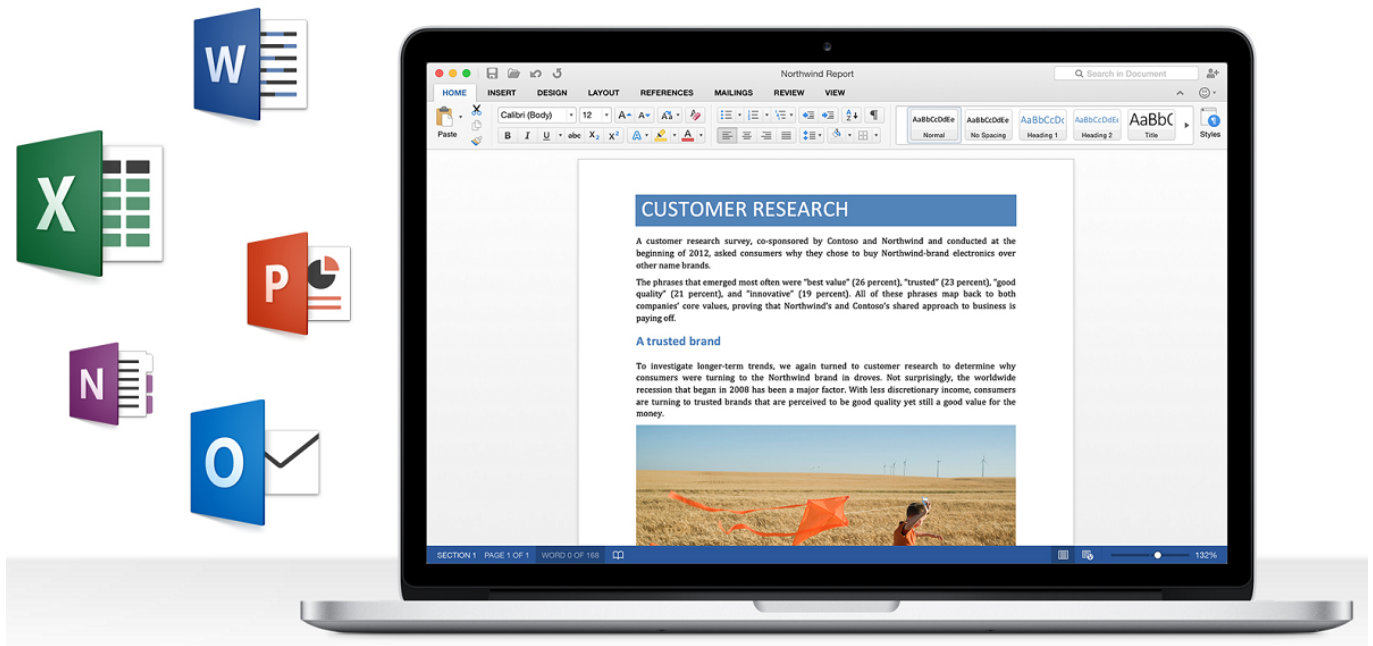 W
X
P
N
O
Northwind Report
Search in Document
HOME INSERT DESIGN LAYOUT REFERENCES MAILINGS REVIEW VIEW
Paste
Calibri (Body) 12 A A Aa A
B I U abc X2 X2 A A
AaBbCcDdEe AaBbCcDdEe AaBbCcDc AaBbCcDdEe AaBbC
Normal No Spacing Heading 1 Heading 2 Title Styles
CUSTOMER RESEARCH
A customer research survey, co-sponsored by Contoso and Northwind and conducted at the
beginning of 2012, asked consumers why they chose to buy Northwind-brand electronics over
other name brands.
The phrases that emerged most often were "best value" (26 percent), "trusted" (23 percent), "good
quality" (21 percent), and "innovative" (19 percent). All of these phrases map back to both
companies' core values, proving that Northwind's and Contoso's shared approach to business is
paying off.
A trusted brand
To investigate longer-term trends, we again turned to customer research to determine why
consumers were turning to the Northwind brand in droves. Not surprisingly, the worldwide
recession that began in 2008 has been a major factor. With less discretionary income, consumers
are turning to trusted brands that are perceived to be good quality yet still a good value for the
money.
SECTION 1 PAGE 1 OF 1 WORD 0 OF 168 132%